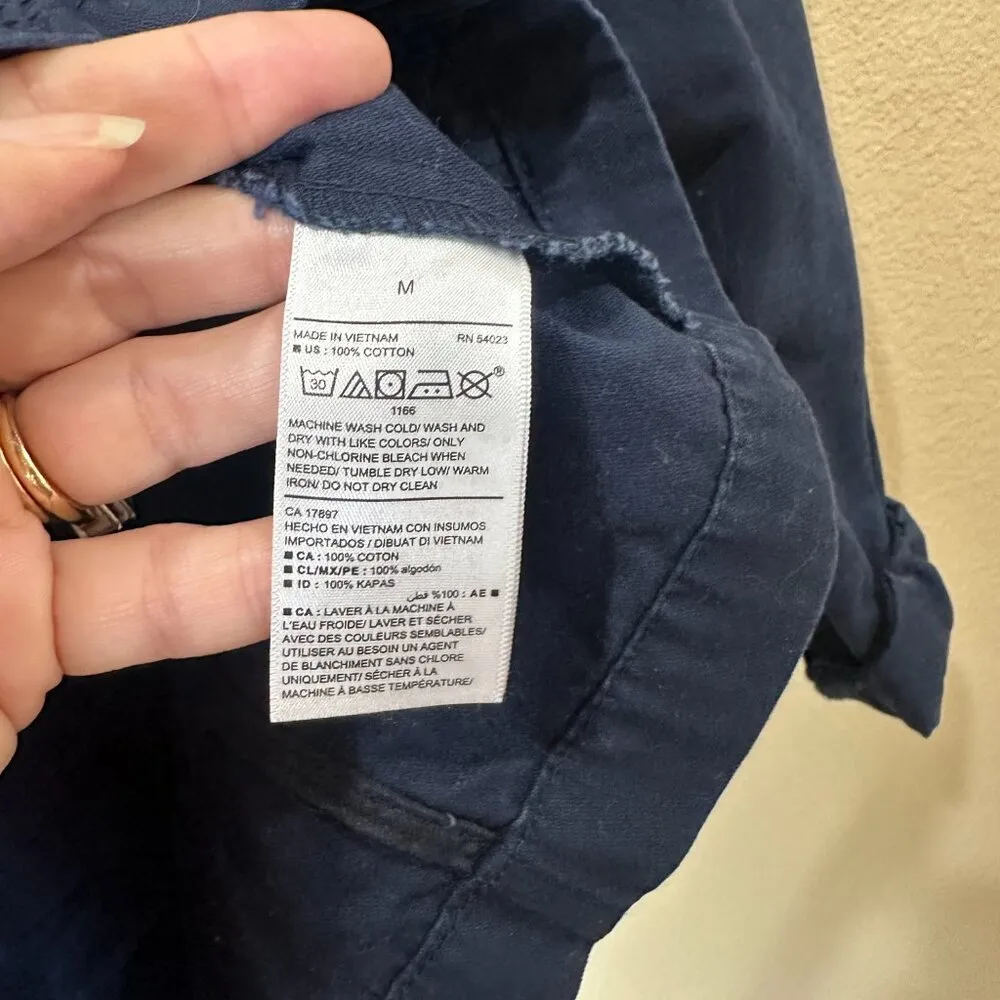 M
MADE IN VIETNAM RN 54023
■ US : 100% COTTON
30 ®
1166
MACHINE WASH COLD/ WASH AND
DRY WITH LIKE COLORS/ ONLY
NON-CHLORINE BLEACH WHEN
NEEDED/ TUMBLE DRY LOW/ WARM
IRON/ DO NOT DRY CLEAN
CA 17897
HECHO EN VIETNAM CON INSUMOS
IMPORTADOS / DIBUAT DI VIETNAM
■ CA : 100% COTON
■ CL/MX/PE : 100% algodón
■ ID : 100% KAPAS
■ AE : 100% قطن
■ CA : LAVER À LA MACHINE À
L'EAU FROIDE/ LAVER ET SÉCHER
AVEC DES COULEURS SEMBLABLES/
UTILISER AU BESOIN UN AGENT
DE BLANCHIMENT SANS CHLORE
UNIQUEMENT/ SÉCHER À LA
MACHINE À BASSE TEMPÉRATURE/